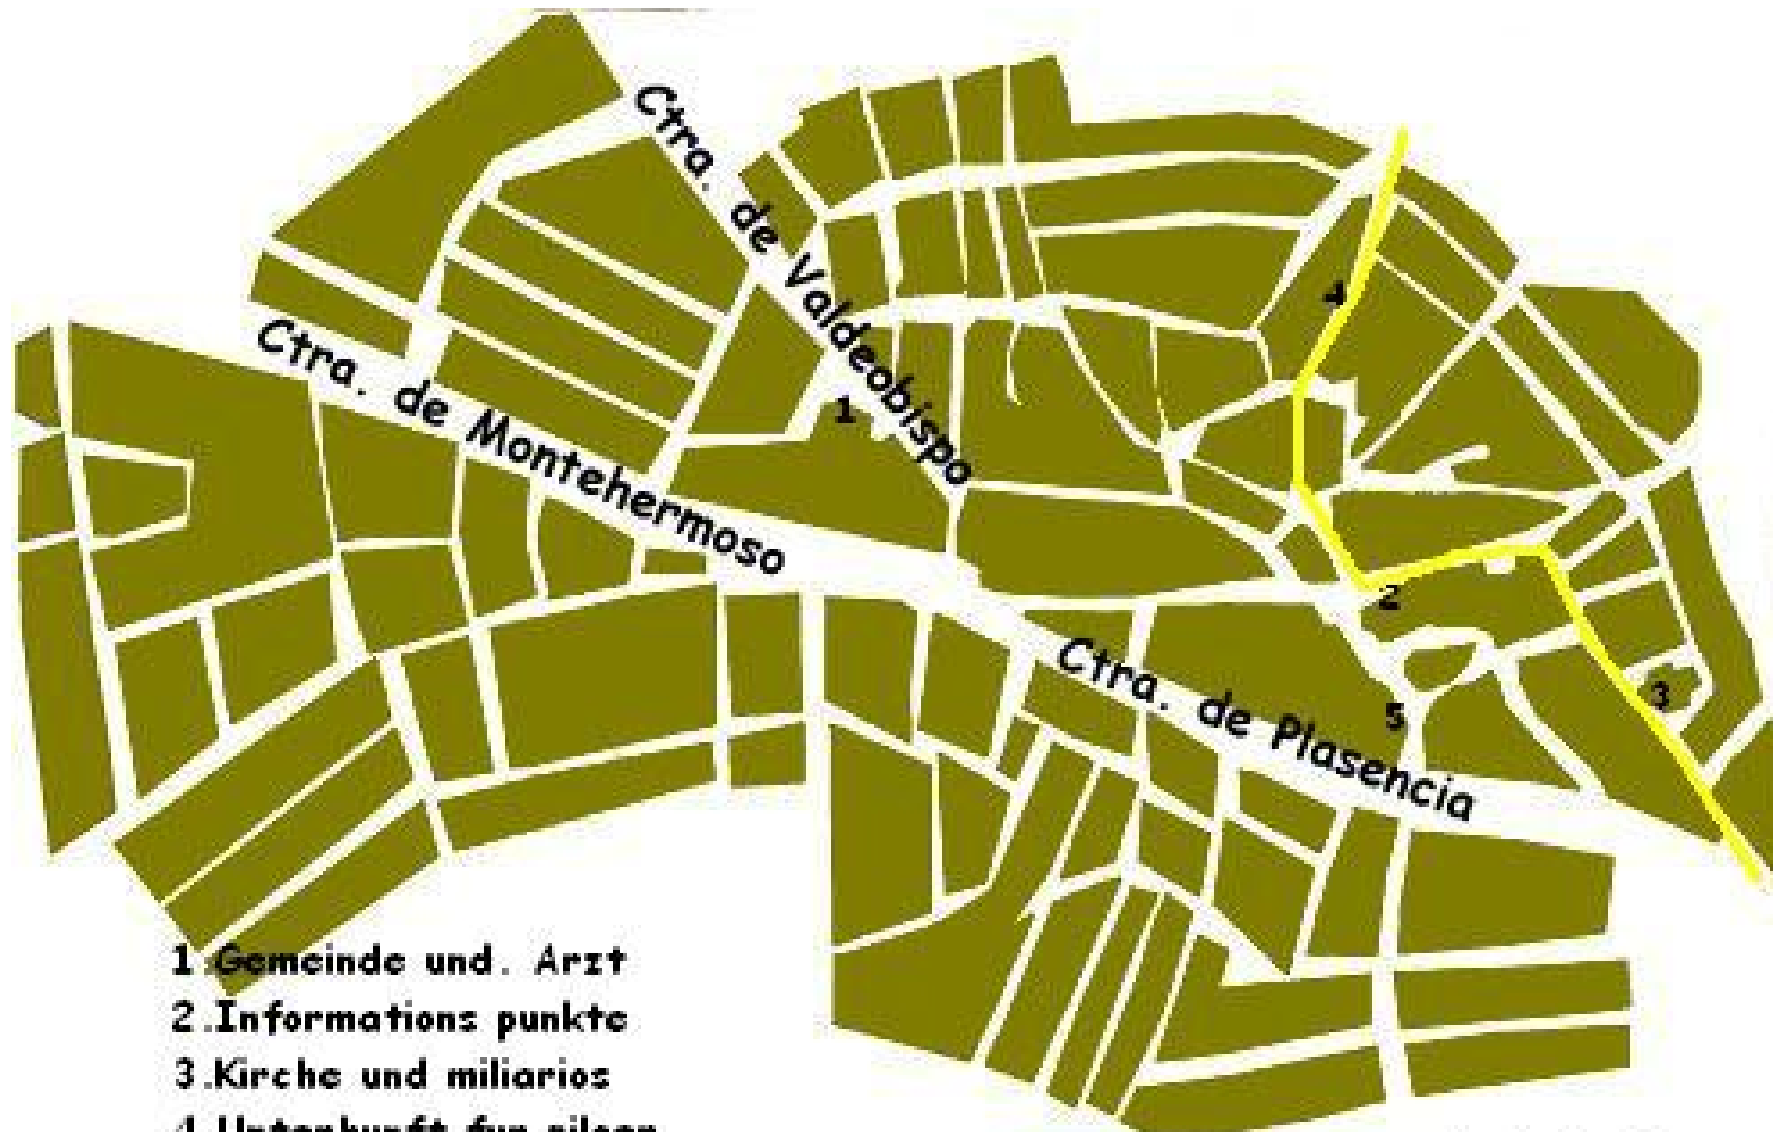 Ctra. de Valdeobispo
Ctra. de Montehermoso
4
1
2
Ctra. de Plasencia
3
5
1.Gemeinde und. Arzt
2.Informations punkte
3.Kirche und miliarios